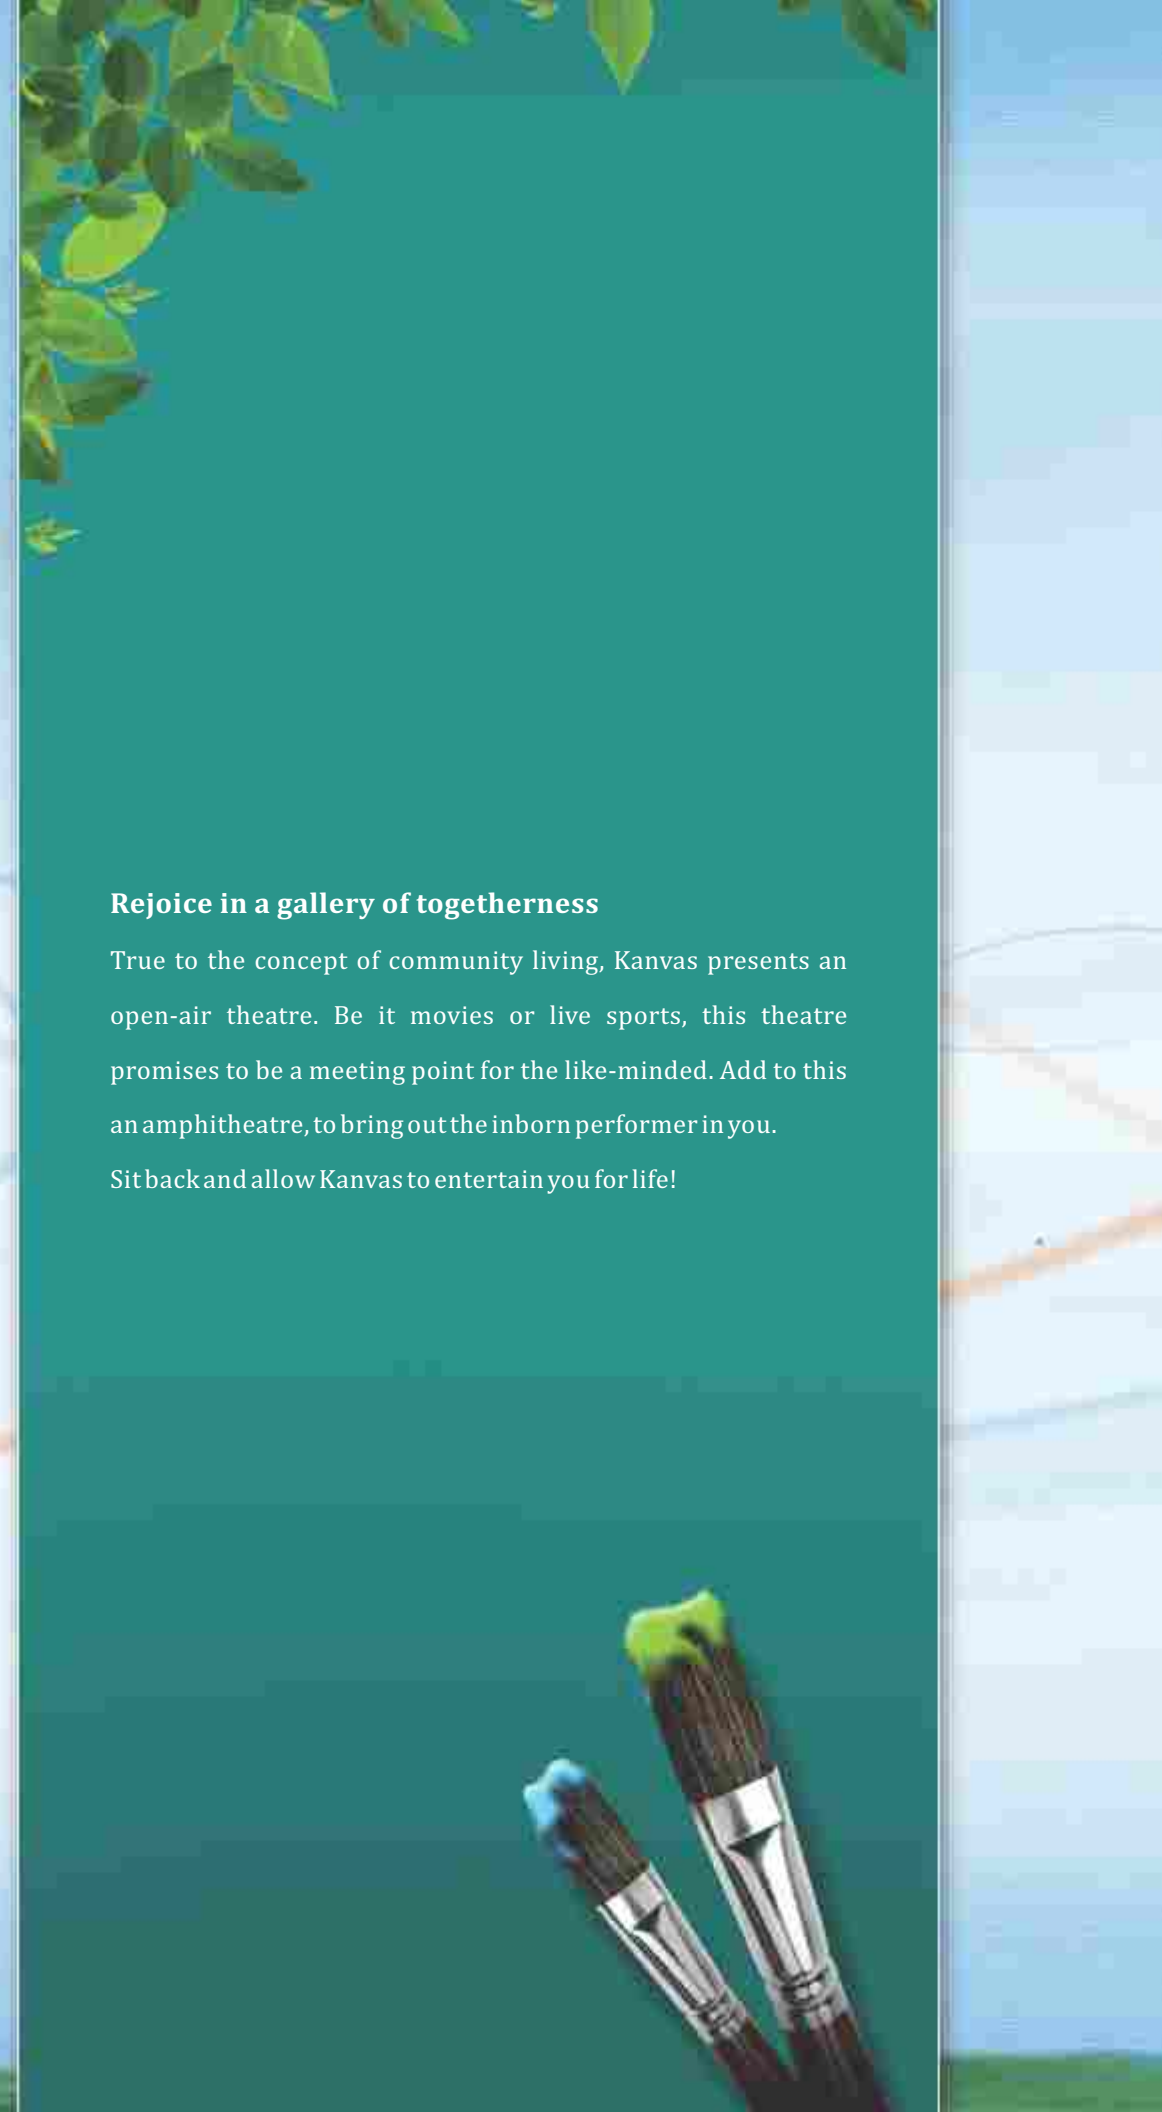 Rejoice in a gallery of togetherness
True to the concept of community living, Kanvas presents an
open-air theatre. Be it movies or live sports, this theatre
promises to be a meeting point for the like-minded. Add to this
an amphitheatre, to bring out the inborn performer in you.
Sit back and allow Kanvas to entertain you for life!